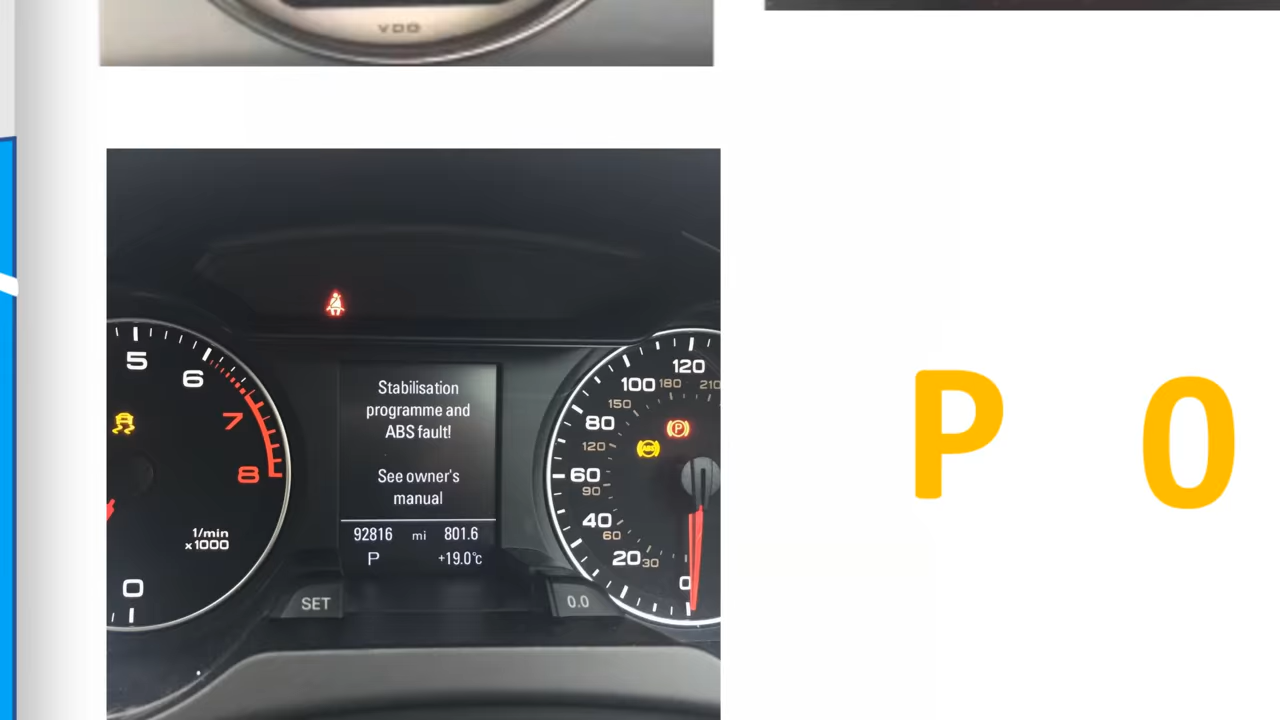 VDO
5
6
7
8
1/min
x1000
0
SET
Stabilisation
programme and
ABS fault!
See owner's
manual
92816 mi 801.6
P +19.0°c
0.0
120
100 180 210
150
80
120
60
90
40
60
20 30
0
P
ABS
P 0